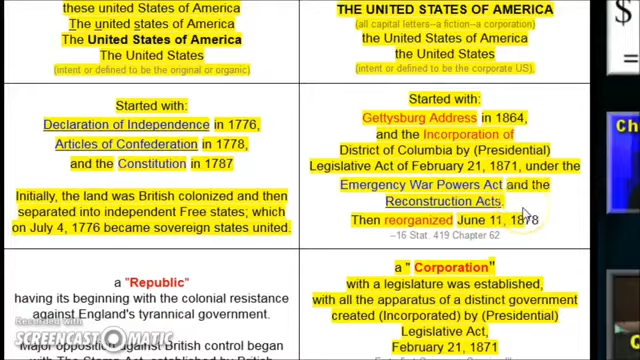 these united States of America
The united states of America
The United States of America
The United States
(intent or defined to be the original or organic)
THE UNITED STATES OF AMERICA
(all capital letters--a fiction--a corporation)
the United States of America
the United States
(intent or defined to be the corporate US).
Started with:
Declaration of Independence in 1776,
Articles of Confederation in 1778,
and the Constitution in 1787
Initially, the land was British colonized and then
separated into independent Free states; which
on July 4, 1776 became sovereign states united.
Started with:
Gettysburg Address in 1864,
and the Incorporation of
District of Columbia by (Presidential)
Legislative Act of February 21, 1871, under the
Emergency War Powers Act and the
Reconstruction Acts.
Then reorganized June 11, 1878
–16 Stat. 419 Chapter 62
a "Republic"
having its beginning with the colonial resistance
against England's tyrannical government.
Major opposition against British control began
with The Stamp Act, established by British
a "Corporation"
with a legislature was established,
with all the apparatus of a distinct government
created (Incorporated) by (Presidential)
Legislative Act,
February 21, 1871
$
=
Ch
Recorded with
SCREENCAST-O-MATIC